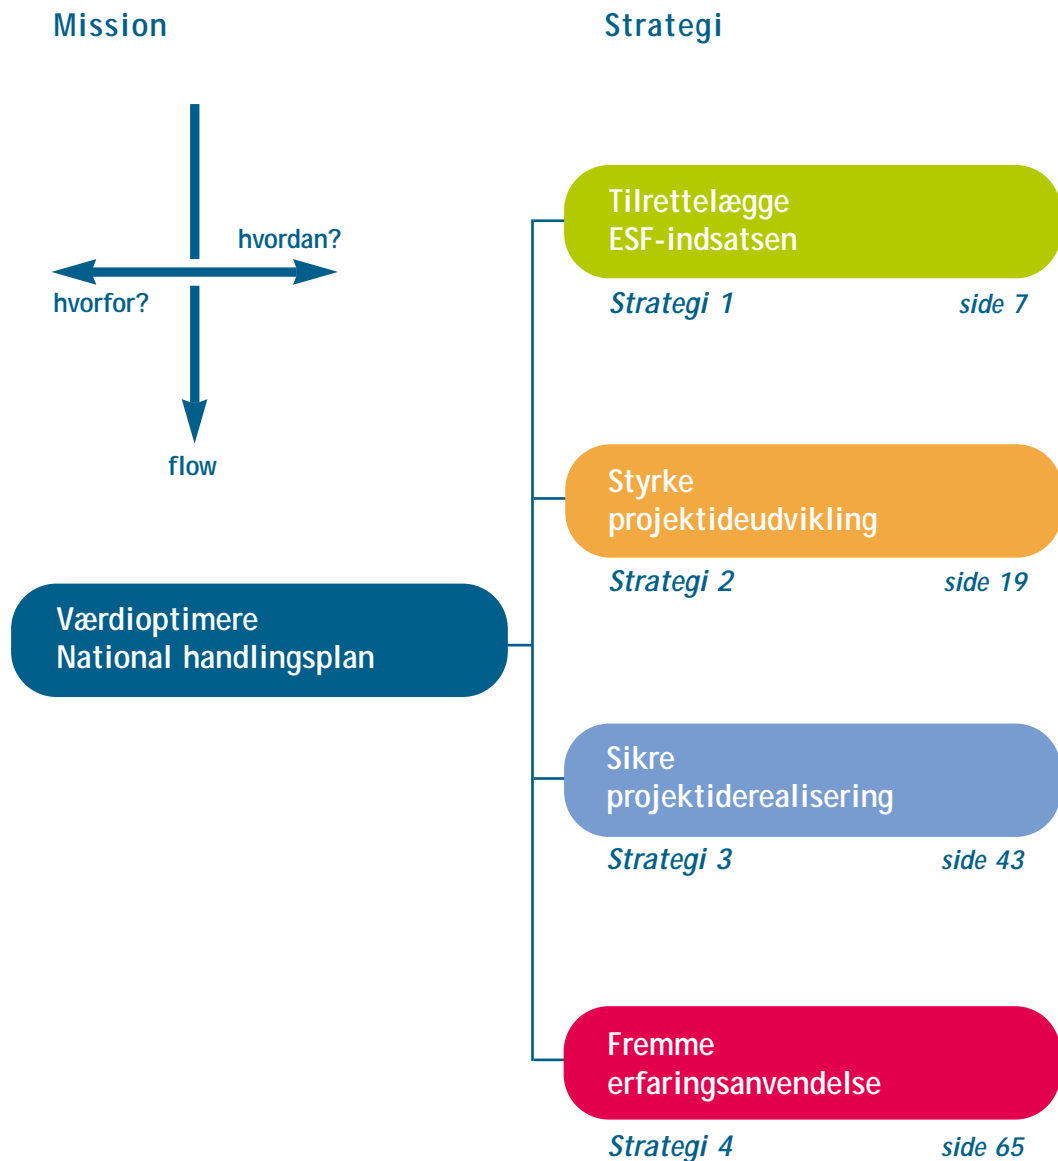 Mission
Strategi
hvordan?
hvorfor?
flow
Værdioptimere
National handlingsplan
Tilrettelægge
ESF-indsatsen
Strategi 1
side 7
Styrke
projektideudvikling
Strategi 2
side 19
Sikre
projektiderealisering
Strategi 3
side 43
Fremme
erfaringsanvendelse
Strategi 4
side 65